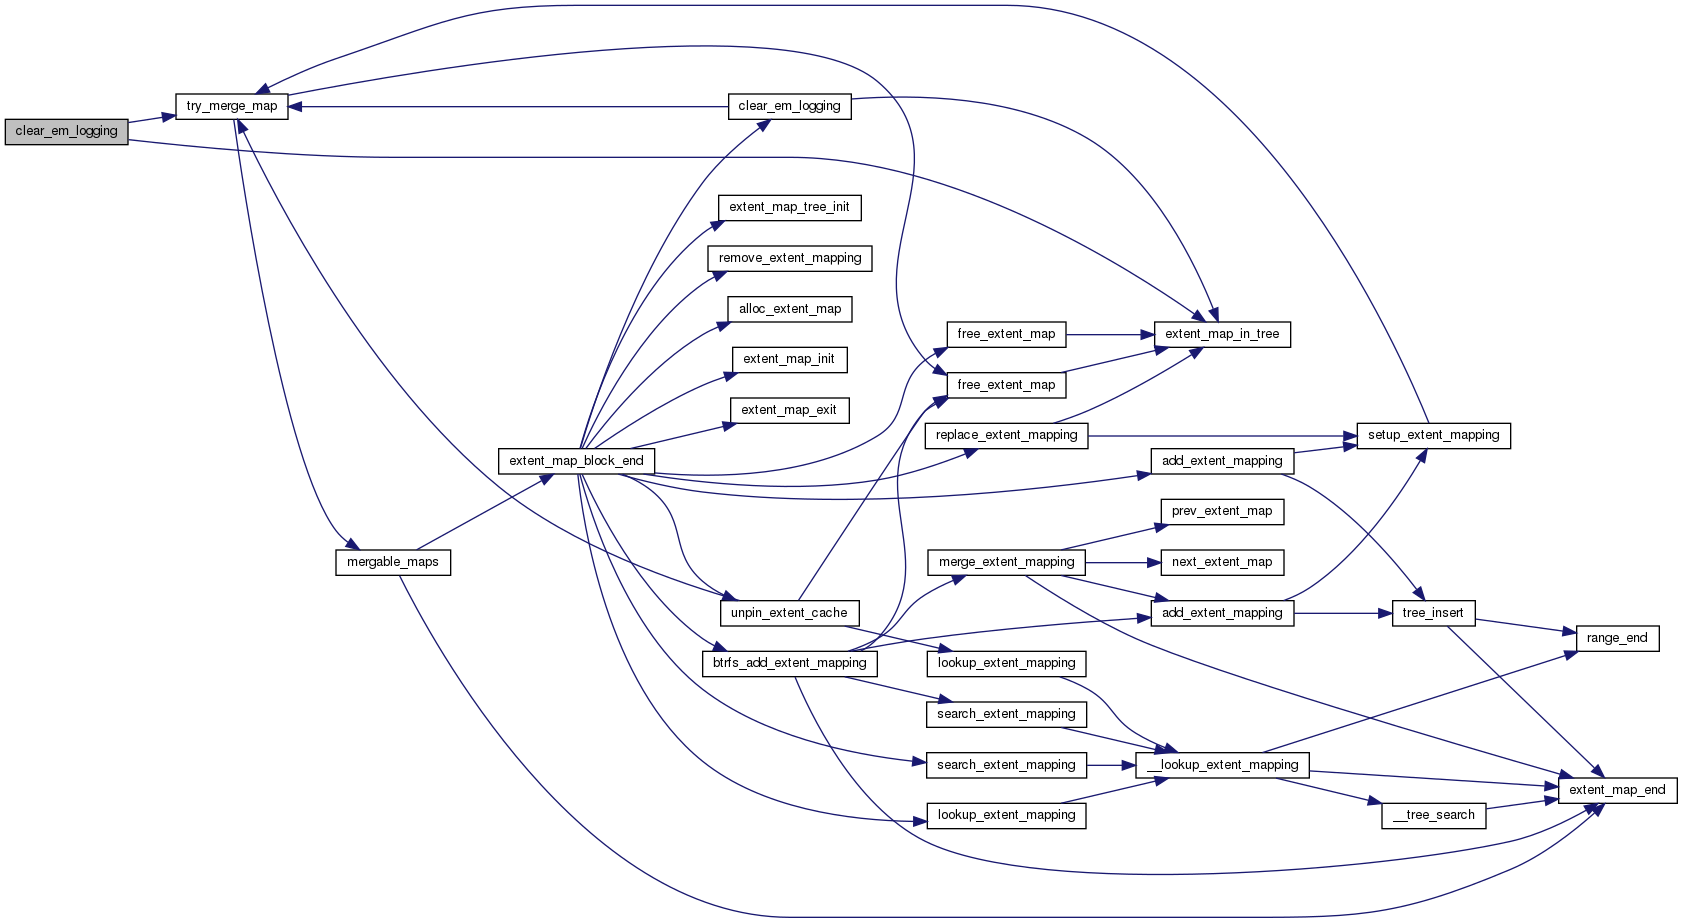 clear_em_logging
try_merge_map
mergable_maps
extent_map_block_end
clear_em_logging
extent_map_tree_init
remove_extent_mapping
alloc_extent_map
extent_map_init
extent_map_exit
unpin_extent_cache
btrfs_add_extent_mapping
free_extent_map
free_extent_map
replace_extent_mapping
merge_extent_mapping
lookup_extent_mapping
search_extent_mapping
search_extent_mapping
lookup_extent_mapping
extent_map_in_tree
add_extent_mapping
prev_extent_map
next_extent_map
add_extent_mapping
__lookup_extent_mapping
setup_extent_mapping
tree_insert
__tree_search
range_end
extent_map_end